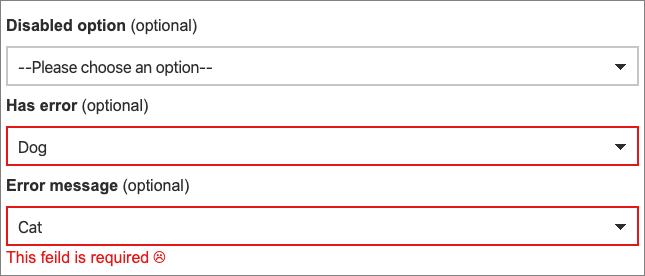 Disabled option (optional)
--Please choose an option--
Has error (optional)
Dog
Error message (optional)
Cat
This feild is required ☹